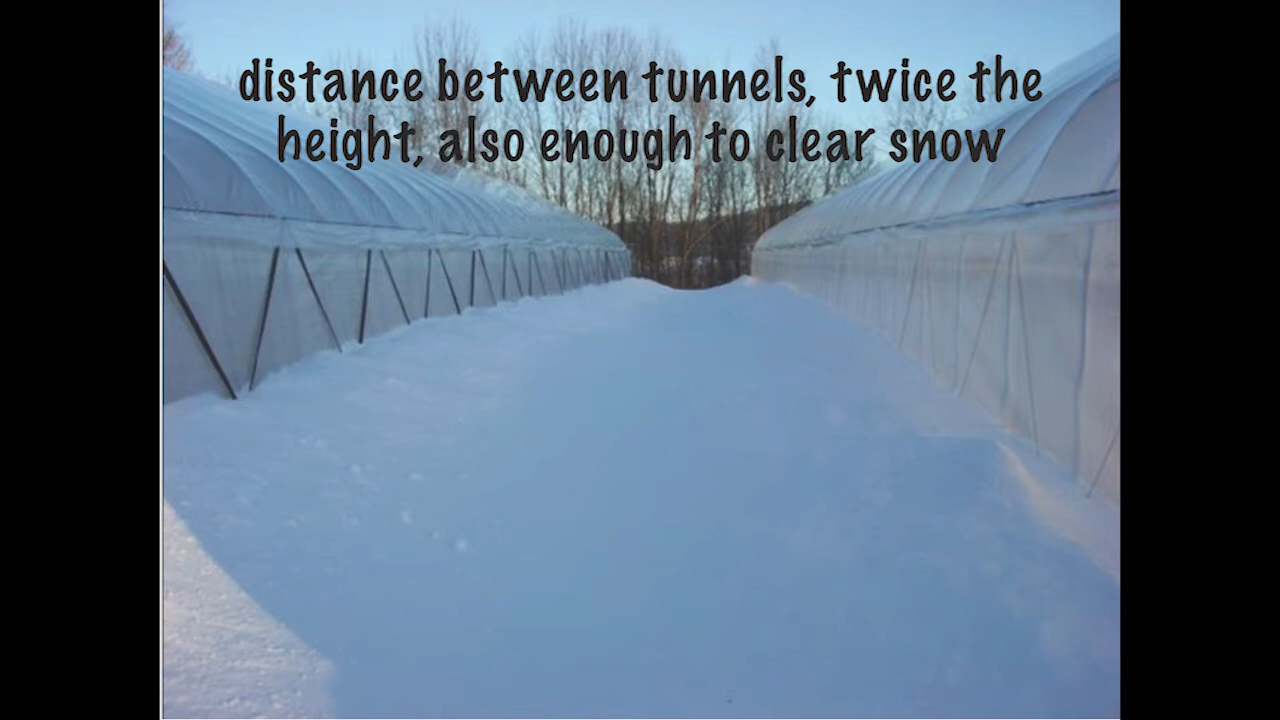 distance between tunnels, twice the
height, also enough to clear snow